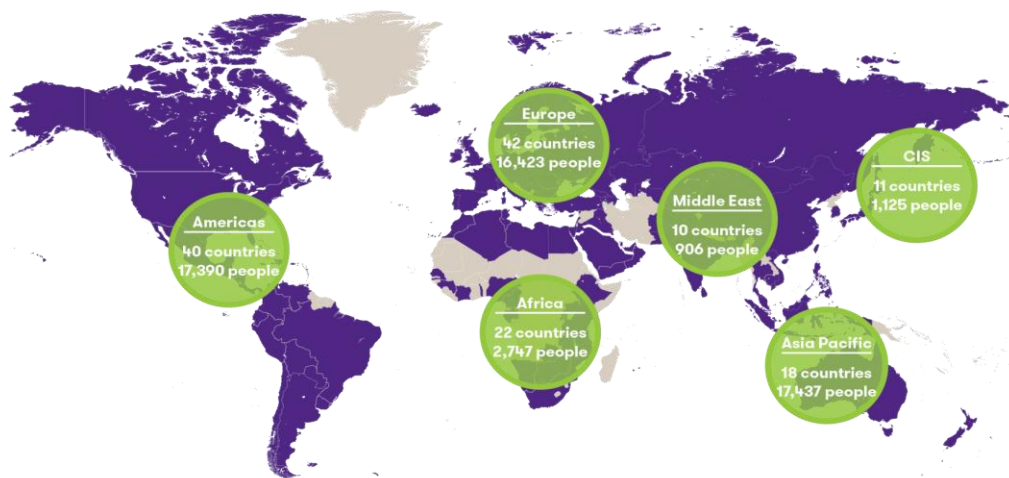 Europe
42 countries
16,423 people
CIS
11 countries
1,125 people
Middle East
10 countries
906 people
Americas
40 countries
17,390 people
Africa
22 countries
2,747 people
Asia Pacific
18 countries
17,437 people